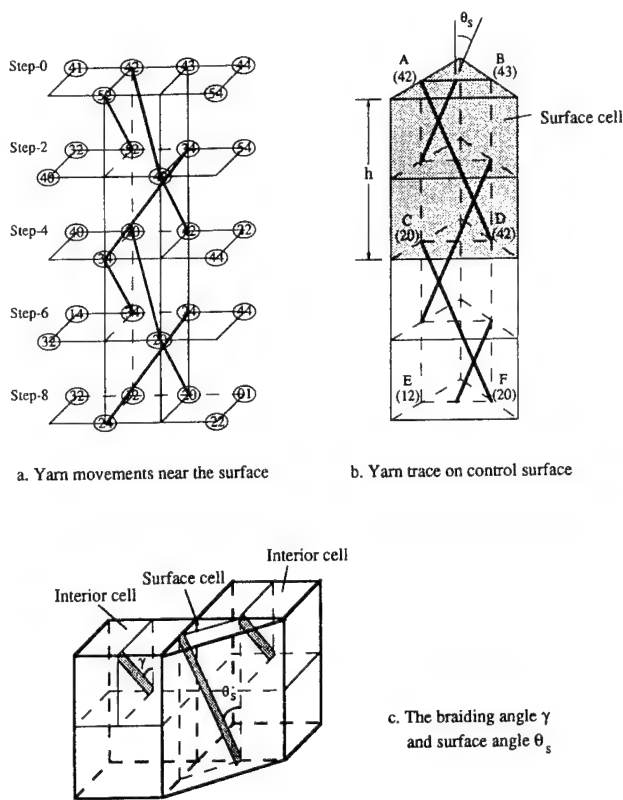 Step-0
41 42 43 44
54
Step-2
32 54
Step-4
40 42
44
Step-6
14 44
32
Step-8
32 20 01
24 22
a. Yarn movements near the surface
θs
A
(42)
B
(43)
Surface cell
h
C
(20)
D
(42)
E
(12)
F
(20)
b. Yarn trace on control surface
Interior cell
Surface cell
Interior cell
γ
θs
c. The braiding angle γ
and surface angle θs